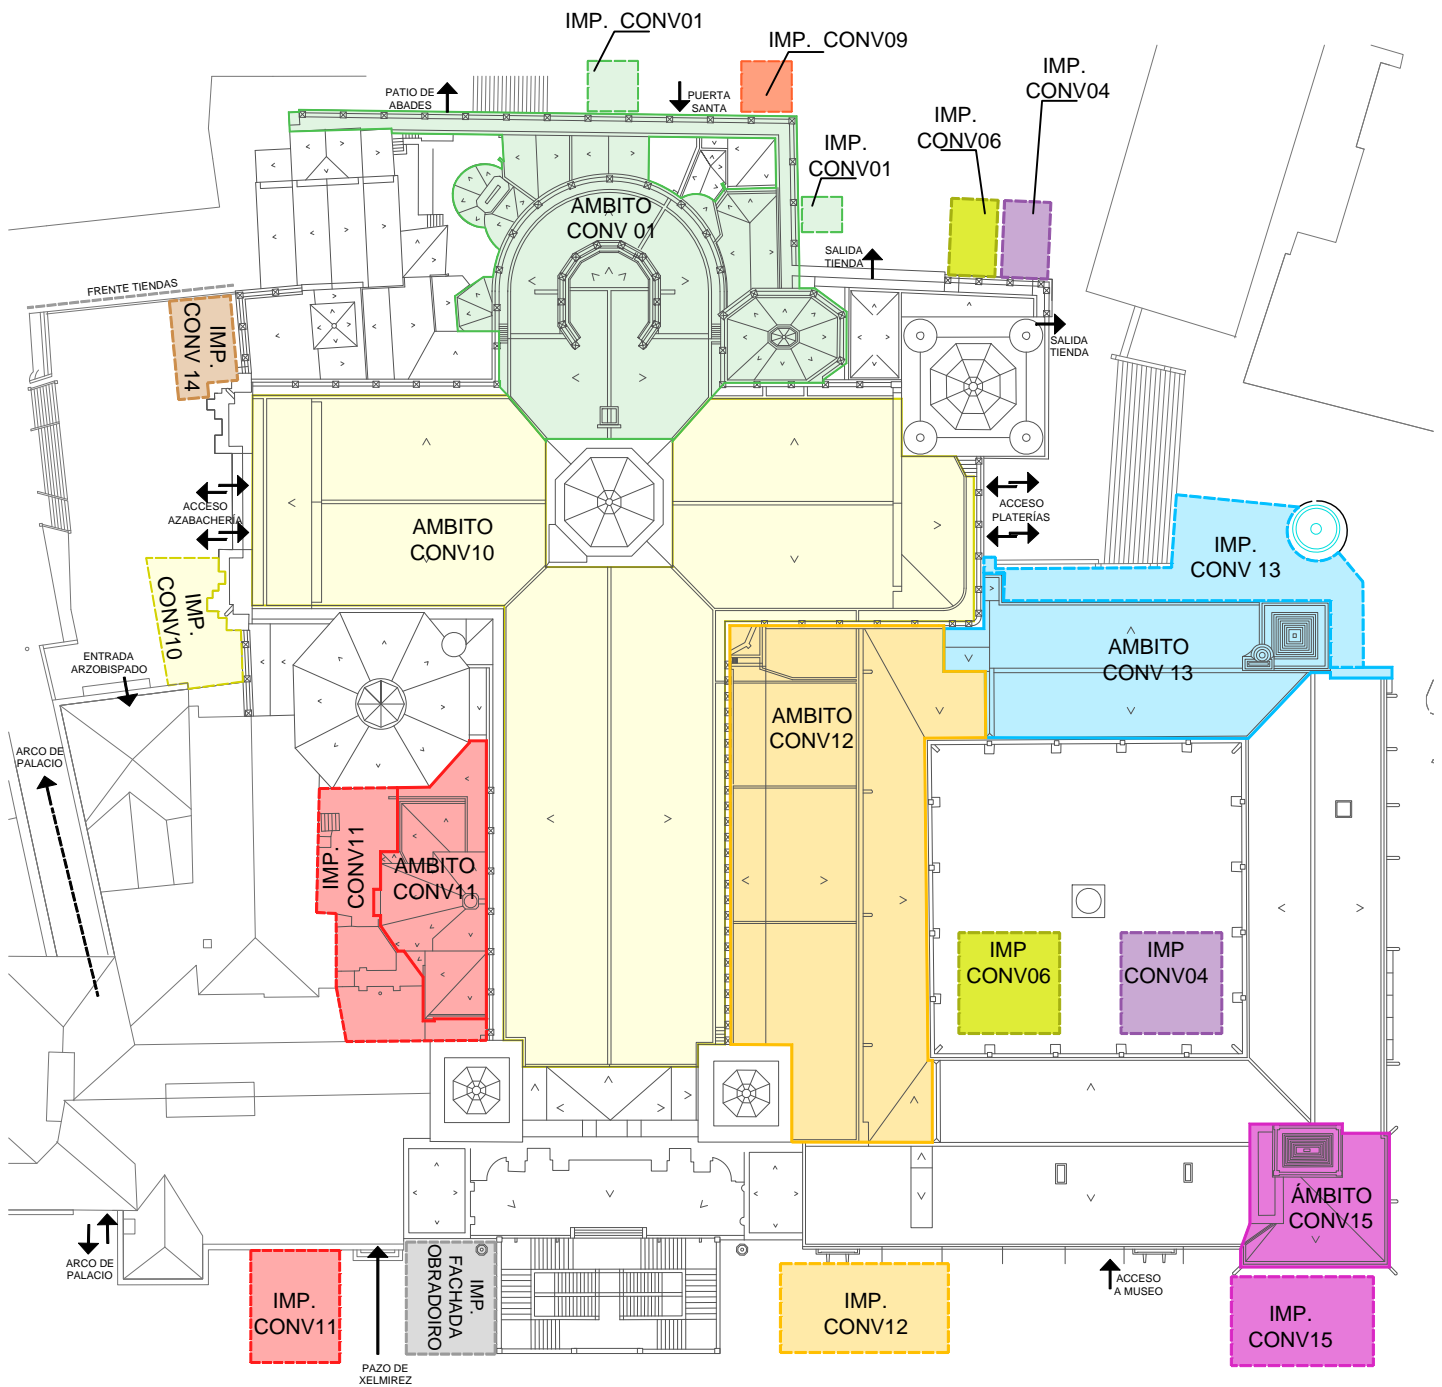 IMP. CONV01
IMP. CONV09
IMP.
CONV04
PATIO DE
ABADES
PUERTA
SANTA
IMP.
CONV06
IMP.
CONV01
AMBITO
CONV 01
SALIDA
TIENDA
FRENTE TIENDAS
IMP.
CONV 14
SALIDA
TIENDA
ACCESO
AZABACHERÍA
AMBITO
CONV10
ACCESO
PLATERÍAS
IMP.
CONV 13
IMP.
CONV10
ENTRADA
ARZOBISPADO
AMBITO
CONV 13
AMBITO
CONV12
ARCO DE
PALACIO
IMP.
CONV11
AMBITO
CONV11
IMP
CONV06
IMP
CONV04
ÁMBITO
CONV15
ARCO DE
PALACIO
IMP.
FACHADA
OBRADOIRO
ACCESO
A MUSEO
IMP.
CONV11
IMP.
CONV12
IMP.
CONV15
PAZO DE
XELMIREZ